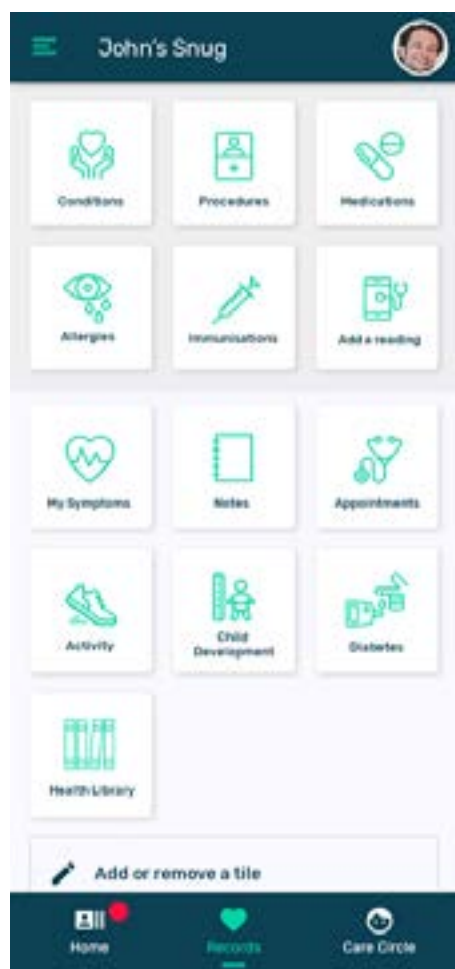 John's Snug
Conditions
Procedures
Medications
Allergies
Immunisations
Add a reading
My Symptoms
Notes
Appointments
Activity
Child
Development
Diabetes
Health Library
Add or remove a tile
Home
Records
Care Circle